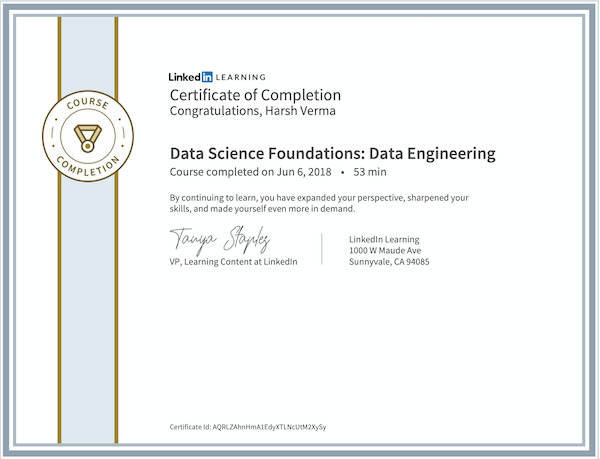 COURSE
COMPLETION
LinkedIn LEARNING
Certificate of Completion
Congratulations, Harsh Verma
Data Science Foundations: Data Engineering
Course completed on Jun 6, 2018 • 53 min
By continuing to learn, you have expanded your perspective, sharpened your
skills, and made yourself even more in demand.
Tanya Staples
VP, Learning Content at LinkedIn
LinkedIn Learning
1000 W Maude Ave
Sunnyvale, CA 94085
Certificate Id: AQRLZAhnHmA1EdyXTLNcUtM2XySy